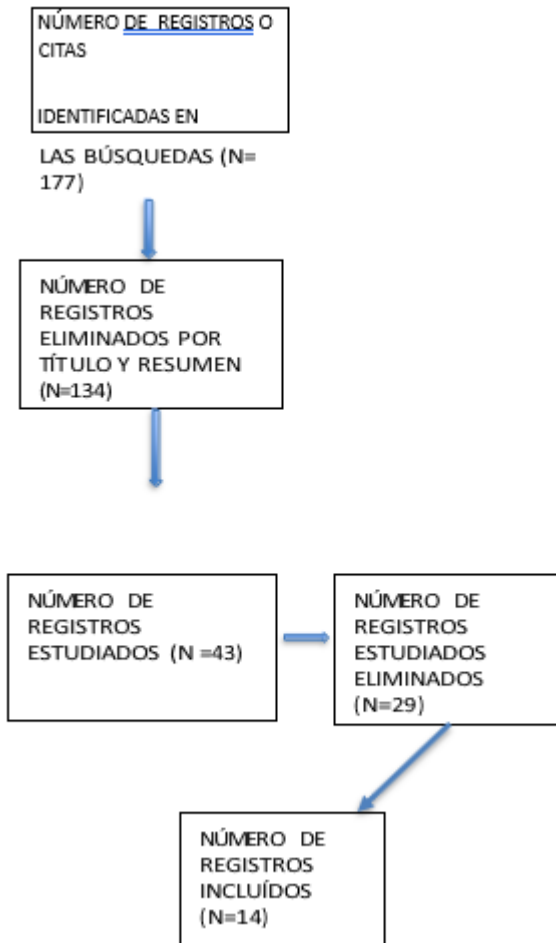 NÚMERO DE REGISTROS O
CITAS
IDENTIFICADAS EN
LAS BÚSQUEDAS (N=
177)
NÚMERO DE
REGISTROS
ELIMINADOS POR
TÍTULO Y RESUMEN
(N=134)
NÚMERO DE
REGISTROS
ESTUDIADOS (N =43)
NÚMERO DE
REGISTROS
ESTUDIADOS
ELIMINADOS
(N=29)
NÚMERO DE
REGISTROS
INCLUÍDOS
(N=14)